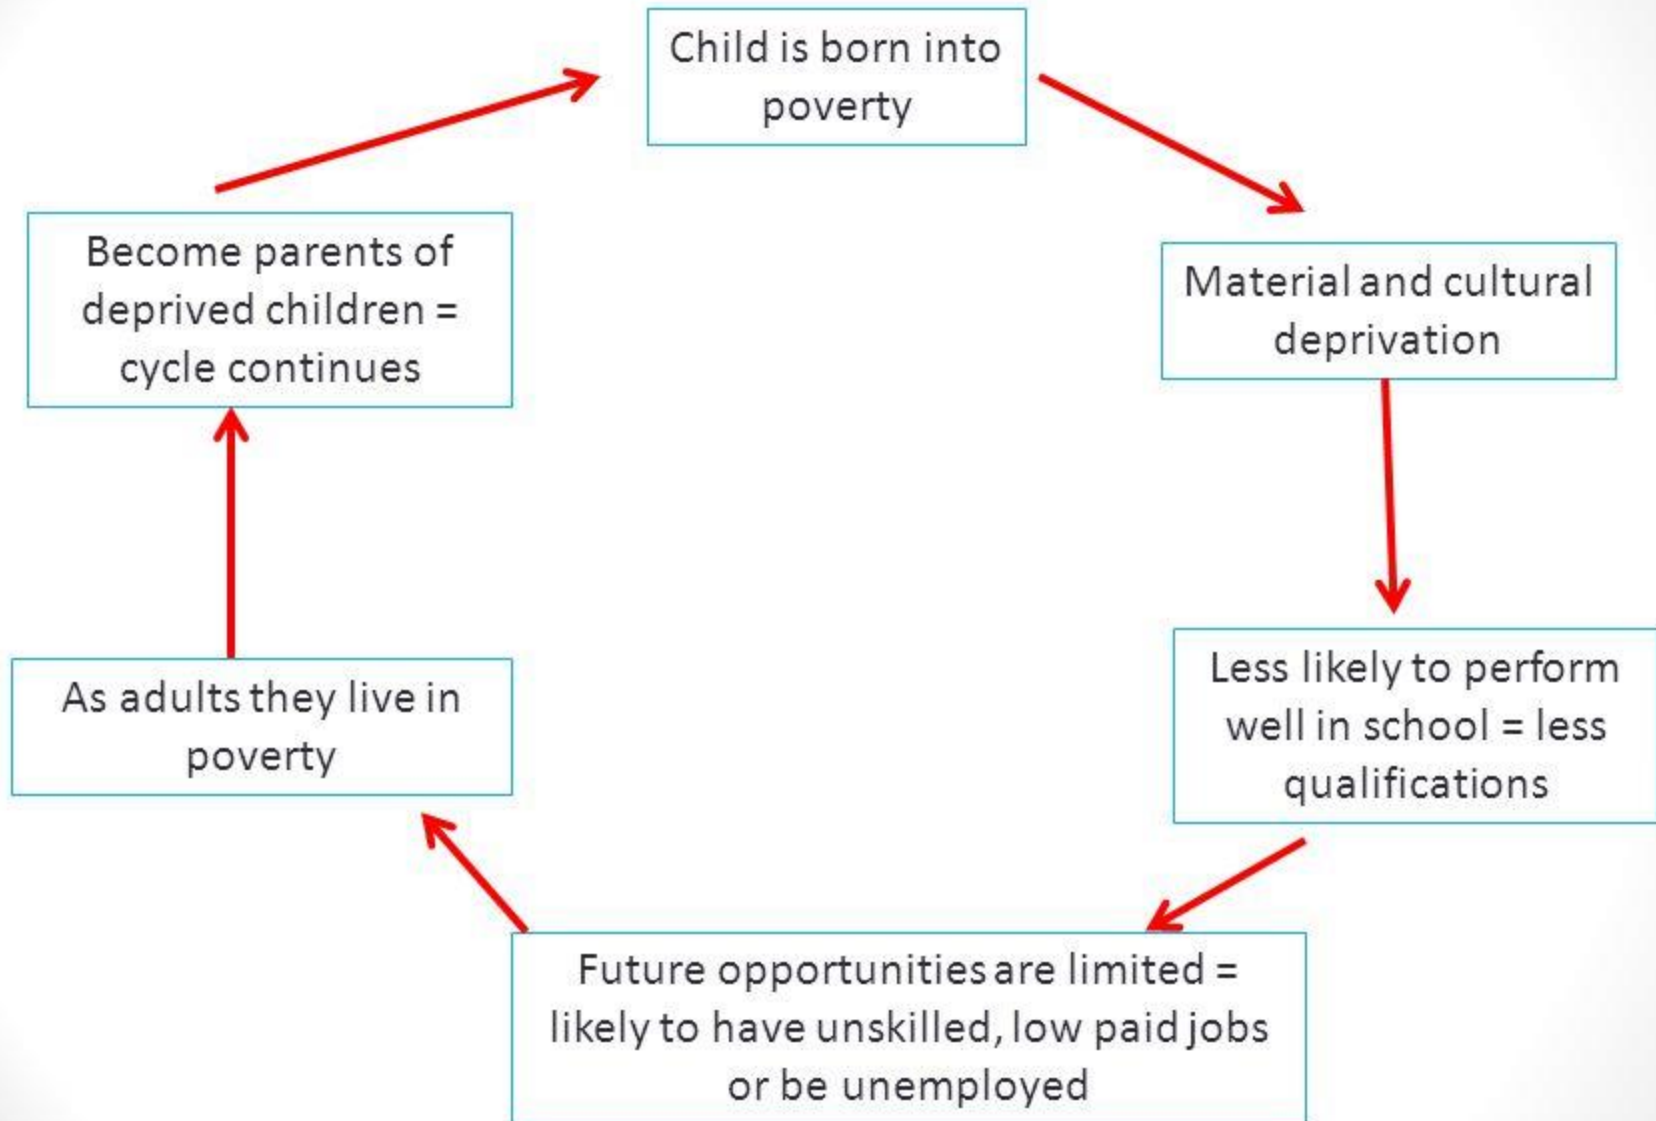 Child is born into
poverty
Material and cultural
deprivation
Less likely to perform
well in school = less
qualifications
Future opportunities are limited =
likely to have unskilled, low paid jobs
or be unemployed
As adults they live in
poverty
Become parents of
deprived children =
cycle continues